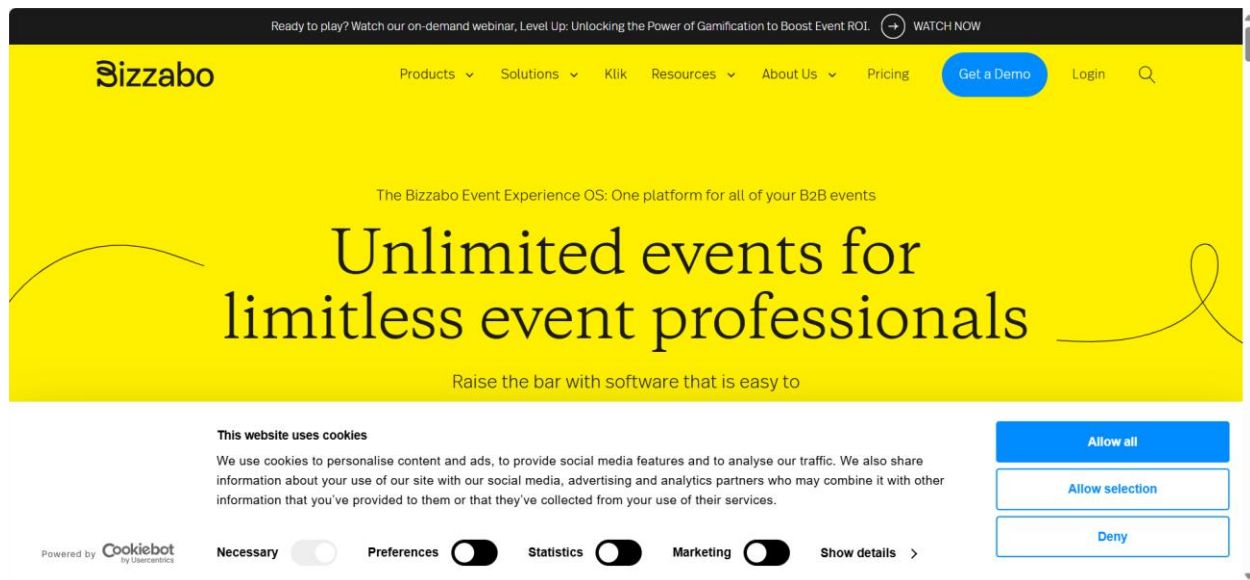 Ready to play? Watch our on-demand webinar, Level Up: Unlocking the Power of Gamification to Boost Event ROI. WATCH NOW
Bizzabo Products Solutions Klik Resources About Us Pricing Get a Demo Login
The Bizzabo Event Experience OS: One platform for all of your B2B events
Unlimited events for
limitless event professionals
Raise the bar with software that is easy to
This website uses cookies
We use cookies to personalise content and ads, to provide social media features and to analyse our traffic. We also share
information about your use of our site with our social media, advertising and analytics partners who may combine it with other
information that you've provided to them or that they've collected from your use of their services.
Allow all
Allow selection
Deny
Powered by Cookiebot
by Usercentrics
Necessary Preferences Statistics Marketing Show details